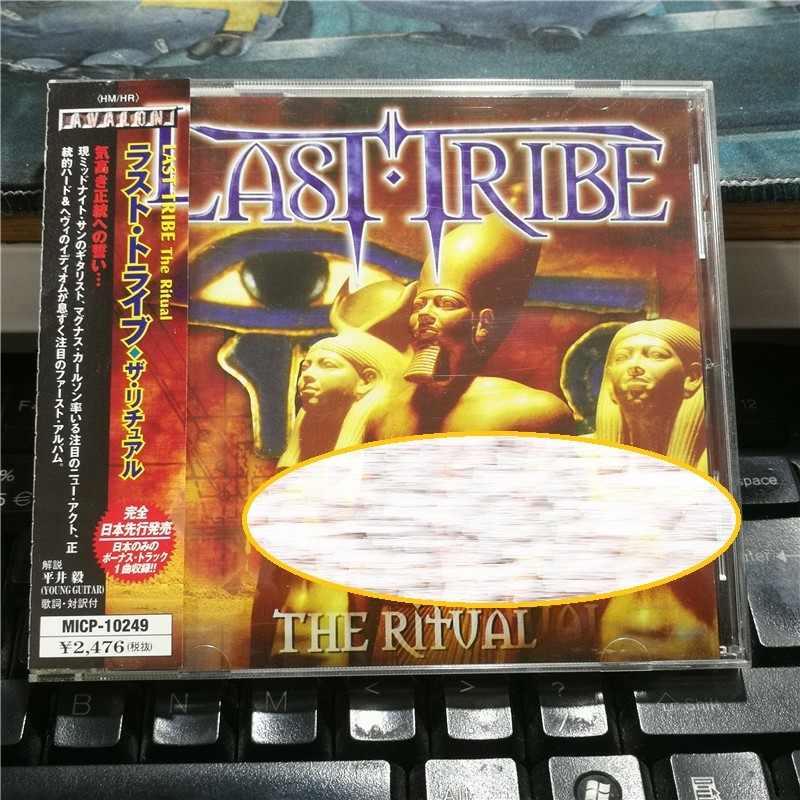 〈HM/HR〉
AVALON
LAST TRIBE The Ritual
ラスト・トライブ◆ザ・リチュアル
気高き正統への誓い…
現ミッドナイト・サンのギタリスト、マグナス・カールソン率いる注目のニュー・アクト、正
統的ハード&ヘヴィのイディオムが息ずく注目のファースト・アルバム。
完全
日本先行発売
日本のみの
ボーナス・トラック
1曲収録!!
解説
平井 毅
(YOUNG GUITAR)
歌詞・対訳付
MICP-10249
¥2,476(税抜)
LAST TRIBE
THE RITUAL
F
12
%
5 €
space
enter
B
N
M
<
>
?
/
Shift
Alt